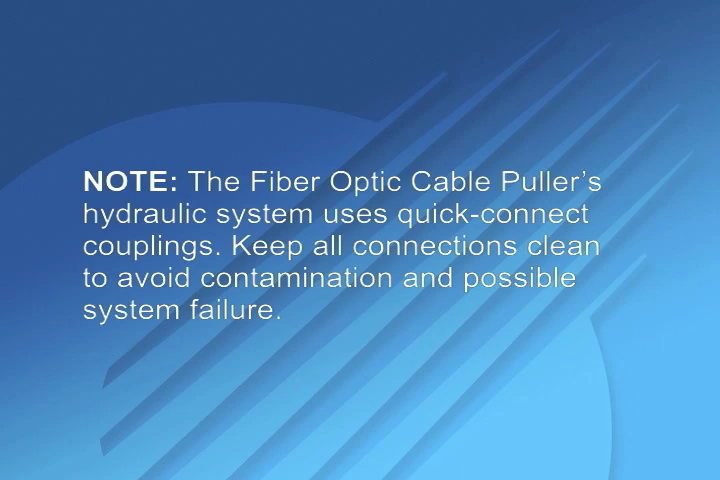 NOTE: The Fiber Optic Cable Puller's
hydraulic system uses quick-connect
couplings. Keep all connections clean
to avoid contamination and possible
system failure.